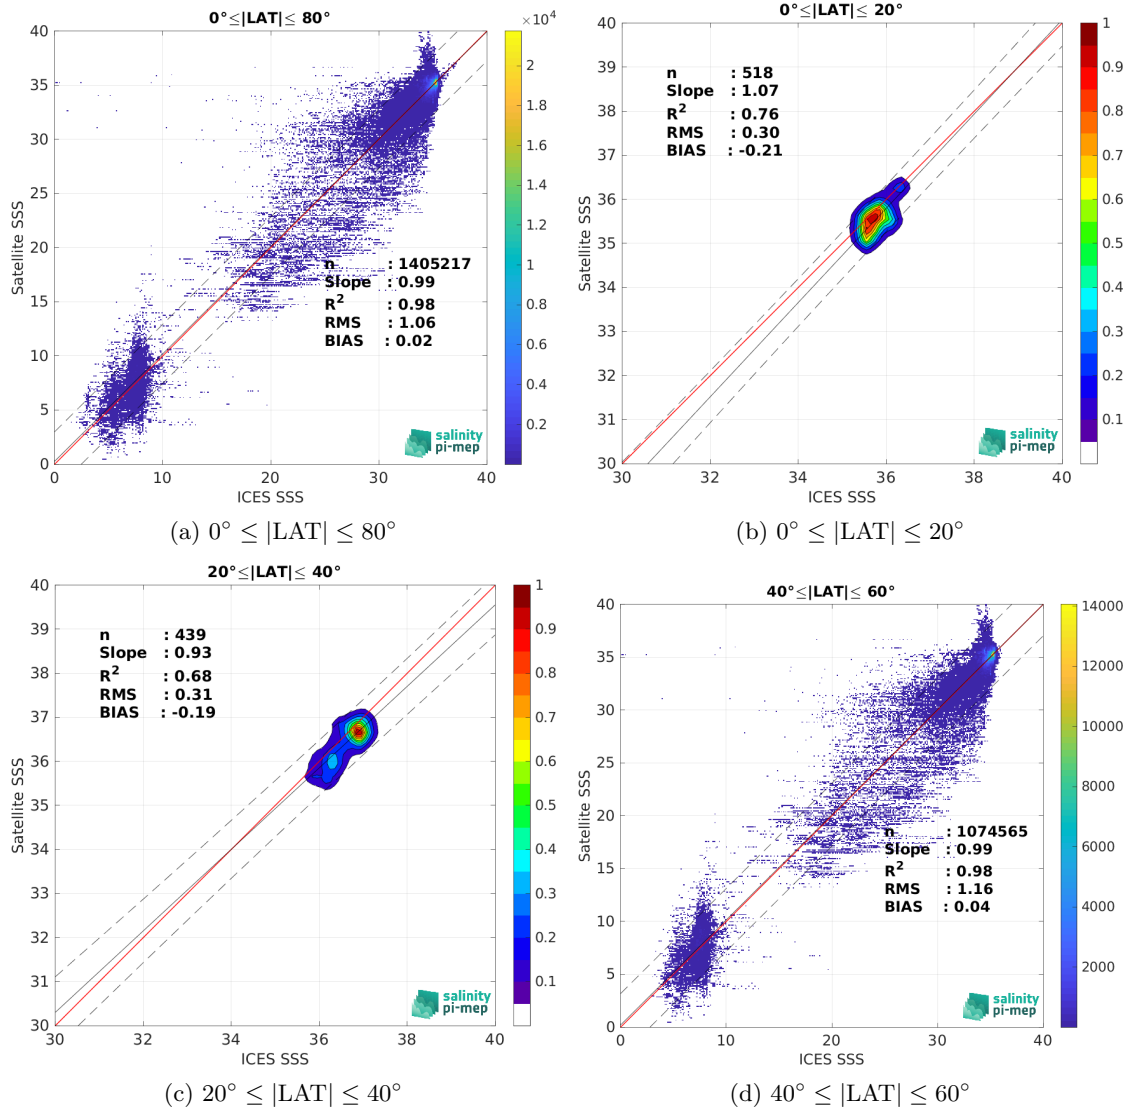 0°≤|LAT|≤ 80°
×10⁴
40
35
30
25
20
15
10
5
0
Satellite SSS
n : 1405217
Slope : 0.99
R² : 0.98
RMS : 1.06
BIAS : 0.02
salinity
pi-mep
0 10 20 30 40
ICES SSS
2
1.8
1.6
1.4
1.2
1
0.8
0.6
0.4
0.2
(a) 0° ≤ |LAT| ≤ 80°
0°≤|LAT|≤ 20°
40
39
38
37
36
35
34
33
32
31
30
Satellite SSS
n : 518
Slope : 1.07
R² : 0.76
RMS : 0.30
BIAS : -0.21
salinity
pi-mep
30 32 34 36 38 40
ICES SSS
1
0.9
0.8
0.7
0.6
0.5
0.4
0.3
0.2
0.1
(b) 0° ≤ |LAT| ≤ 20°
20°≤|LAT|≤ 40°
40
39
38
37
36
35
34
33
32
31
30
Satellite SSS
n : 439
Slope : 0.93
R² : 0.68
RMS : 0.31
BIAS : -0.19
salinity
pi-mep
30 32 34 36 38 40
ICES SSS
1
0.9
0.8
0.7
0.6
0.5
0.4
0.3
0.2
0.1
(c) 20° ≤ |LAT| ≤ 40°
40°≤|LAT|≤ 60°
40
35
30
25
20
15
10
5
0
Satellite SSS
n : 1074565
Slope : 0.99
R² : 0.98
RMS : 1.16
BIAS : 0.04
salinity
pi-mep
0 10 20 30 40
ICES SSS
14000
12000
10000
8000
6000
4000
2000
(d) 40° ≤ |LAT| ≤ 60°